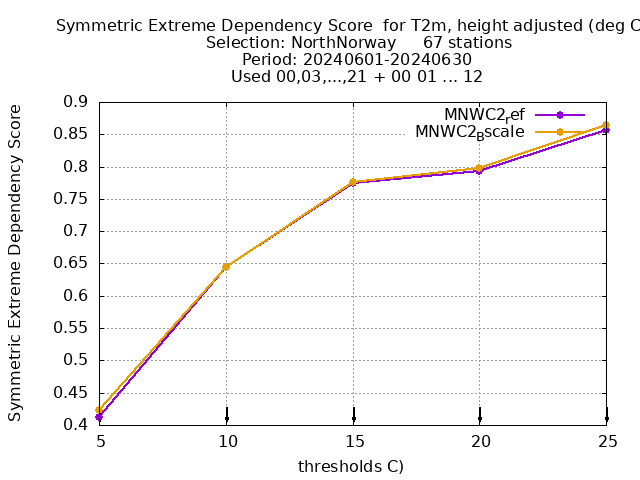 Symmetric Extreme Dependency Score  for T2m, height adjusted (deg C
Selection: NorthNorway     67 stations
Period: 20240601-20240630
Used 00,03,...,21 + 00 01 ... 12
Symmetric Extreme Dependency Score
0.9
0.85
0.8
0.75
0.7
0.65
0.6
0.55
0.5
0.45
0.4
MNWC2ref
MNWC2Bscale
5 10 15 20 25
thresholds C)